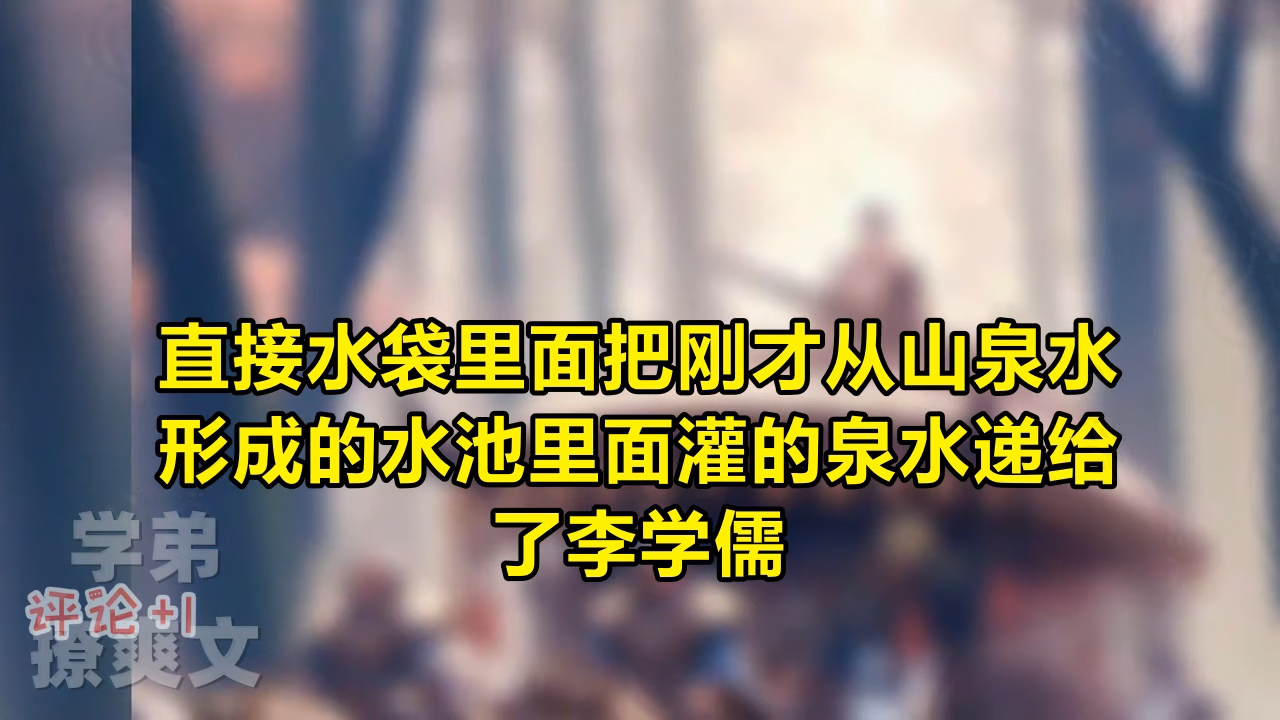 直接水袋里面把刚才从山泉水
形成的水池里面灌的泉水递给
了李学儒
学弟
评论+1
撩爽文